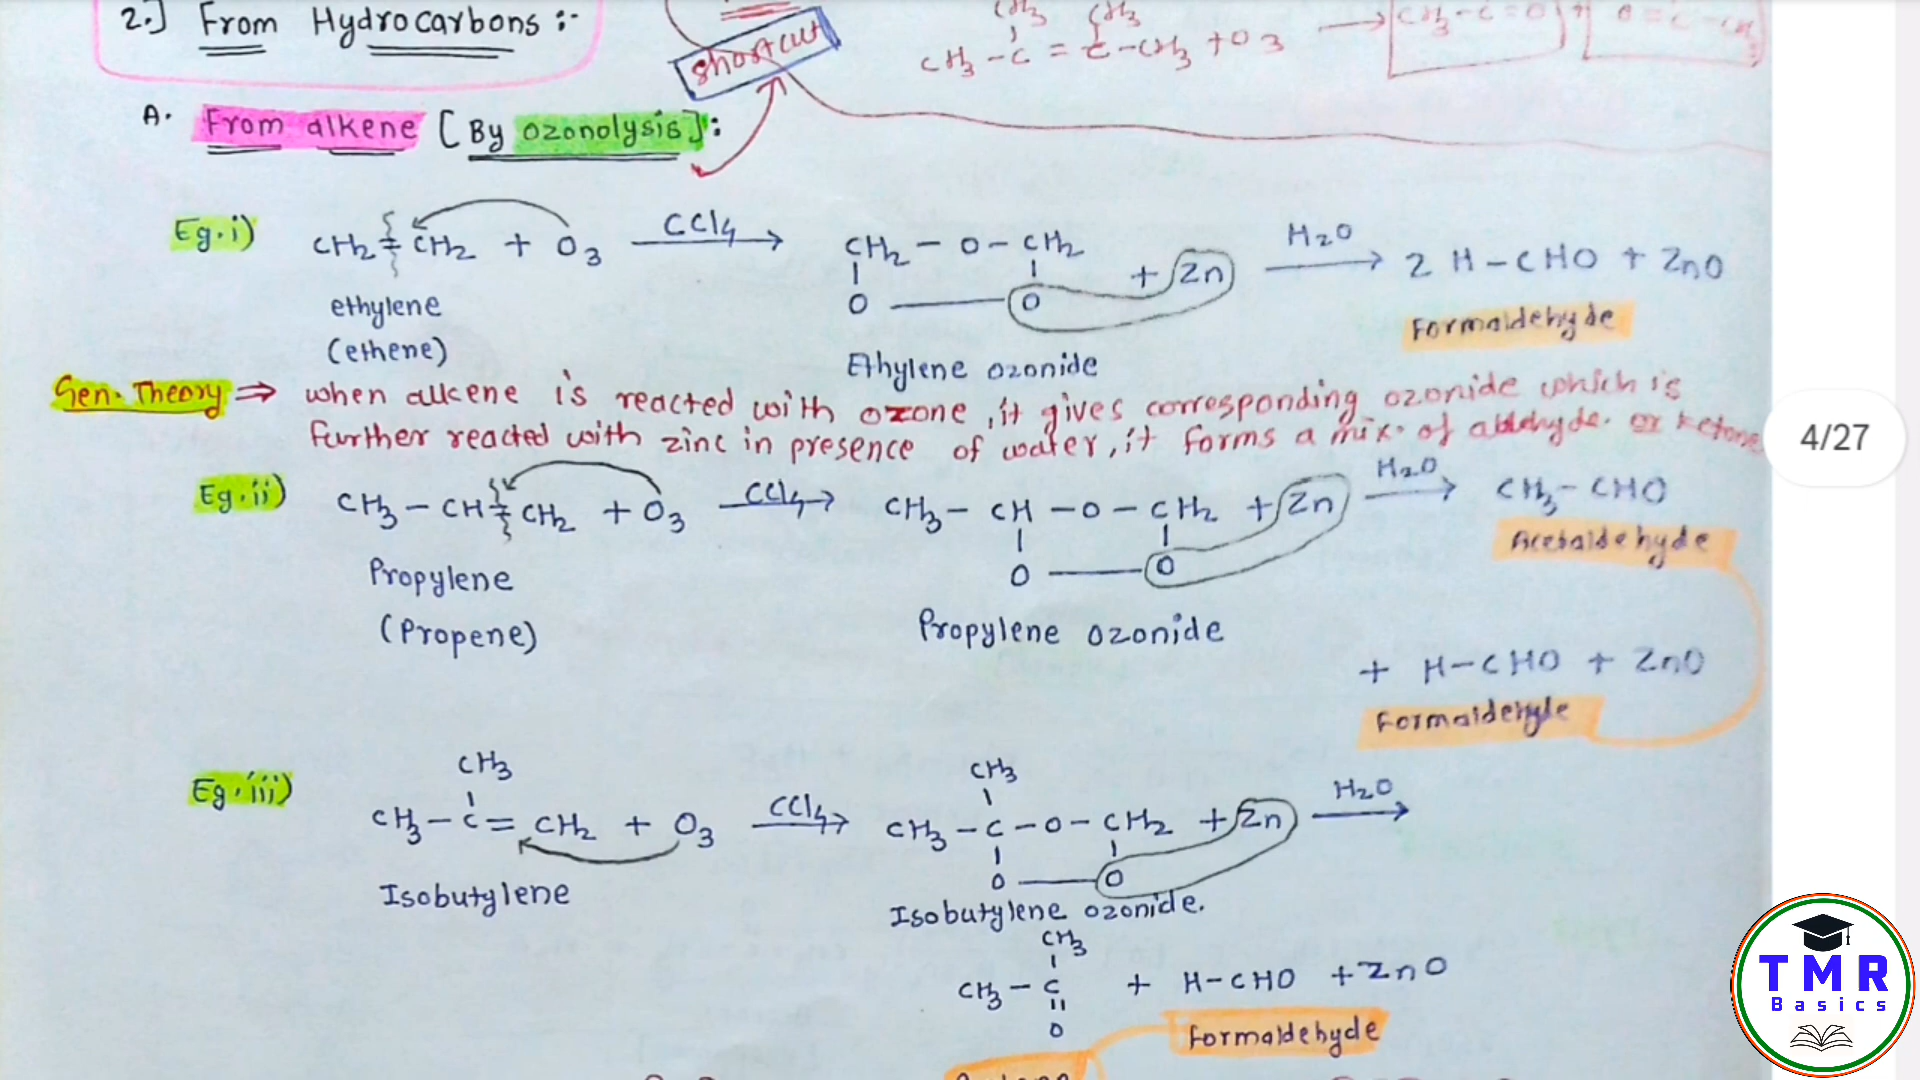 2.] From Hydrocarbons :-
shortcut
CH3 CH3
CH3 - C = C - CH3 + O3 → CH3 - C = O + O = C - CH3
A. From alkene [By ozonolysis] :
Eg. i) CH2 = CH2 + O3 CCl4 → CH2 - O - CH2 + Zn H2O → 2 H - CHO + ZnO
O — O
ethylene
(ethene)
Ethylene ozonide
Formaldehyde
Gen. Theory ⇒ when alkene is reacted with ozone, it gives corresponding ozonide which is
further reacted with zinc in presence of water, it forms a mix. of aldehyde. or ketone
4/27
Eg. ii) CH3 - CH = CH2 + O3 CCl4 → CH3 - CH - O - CH2 + Zn H2O → CH3 - CHO
O — O
Acetaldehyde
Propylene
(Propene)
Propylene ozonide
+ H - CHO + ZnO
Formaldehyde
CH3 CH3
Eg. iii) CH3 - C = CH2 + O3 CCl4 → CH3 - C - O - CH2 + Zn H2O →
O — O
Isobutylene
Isobutylene ozonide.
CH3
CH3 - C + H - CHO + ZnO
O
Formaldehyde
TMR
Basics